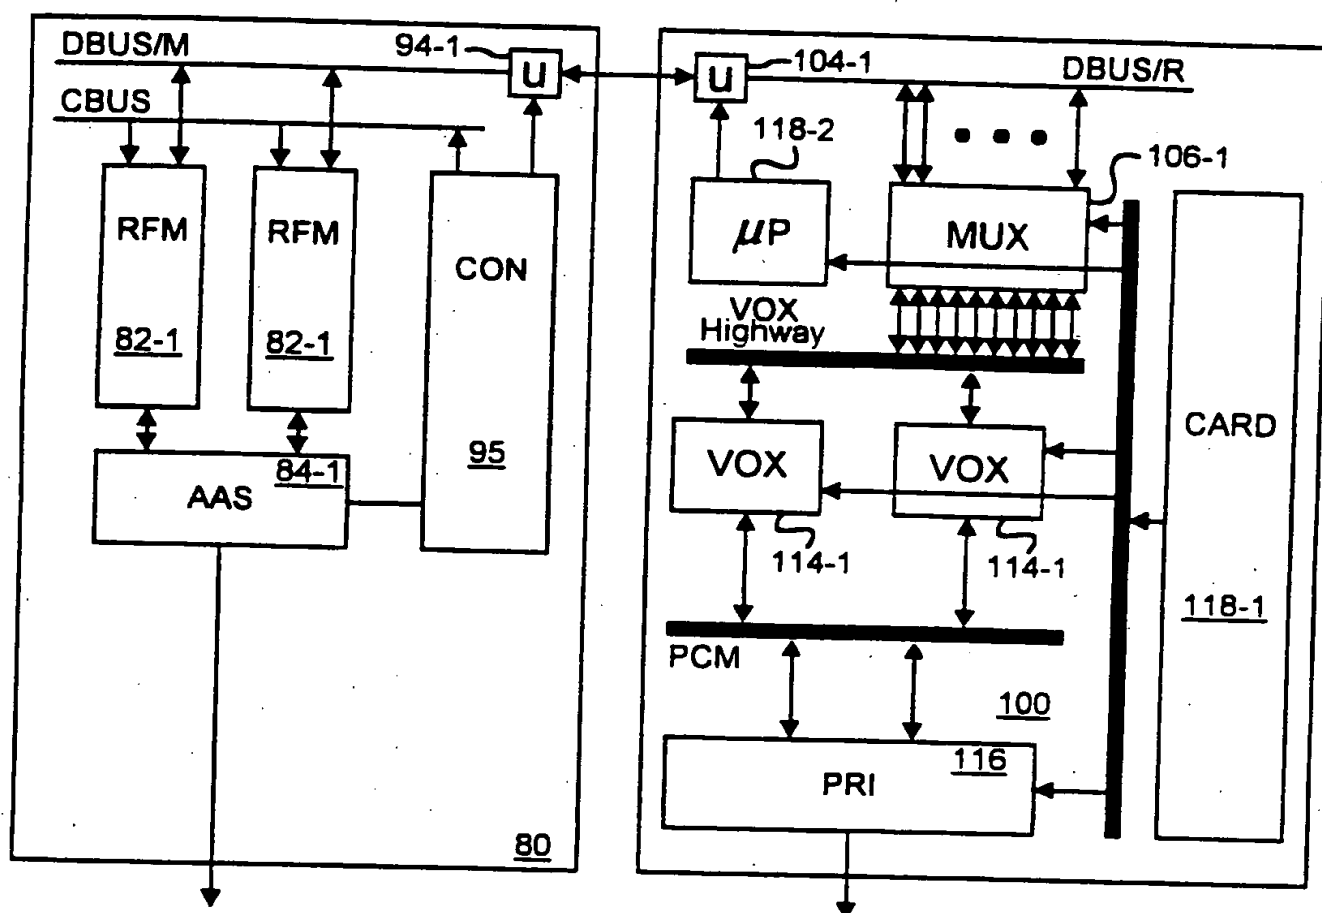 DBUS/M
94-1
U
CBUS
RFM
82-1
RFM
82-1
CON
95
84-1
AAS
80
U
104-1
DBUS/R
118-2
106-1
μP
MUX
VOX
Highway
VOX
VOX
114-1
114-1
CARD
118-1
PCM
100
116
PRI